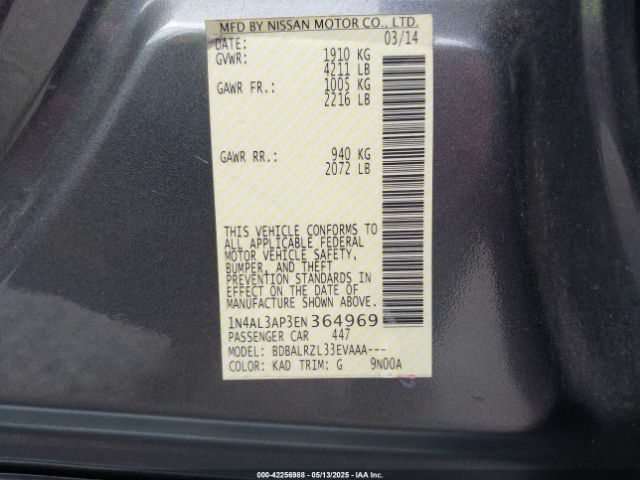 MFD BY NISSAN MOTOR CO., LTD.
DATE: 03/14
GVWR: 1910 KG
4211 LB
GAWR FR.: 1005 KG
2216 LB
GAWR RR.: 940 KG
2072 LB
THIS VEHICLE CONFORMS TO
ALL APPLICABLE FEDERAL
MOTOR VEHICLE SAFETY,
BUMPER, AND THEFT
PREVENTION STANDARDS IN
EFFECT ON THE DATE OF
MANUFACTURE SHOWN ABOVE.
1N4AL3AP3EN364969
PASSENGER CAR 447
MODEL: BDBALRZL33EVAAA---
COLOR: KAD TRIM: G 9N00A
000-42256988 - 05/13/2025 - IAA Inc.